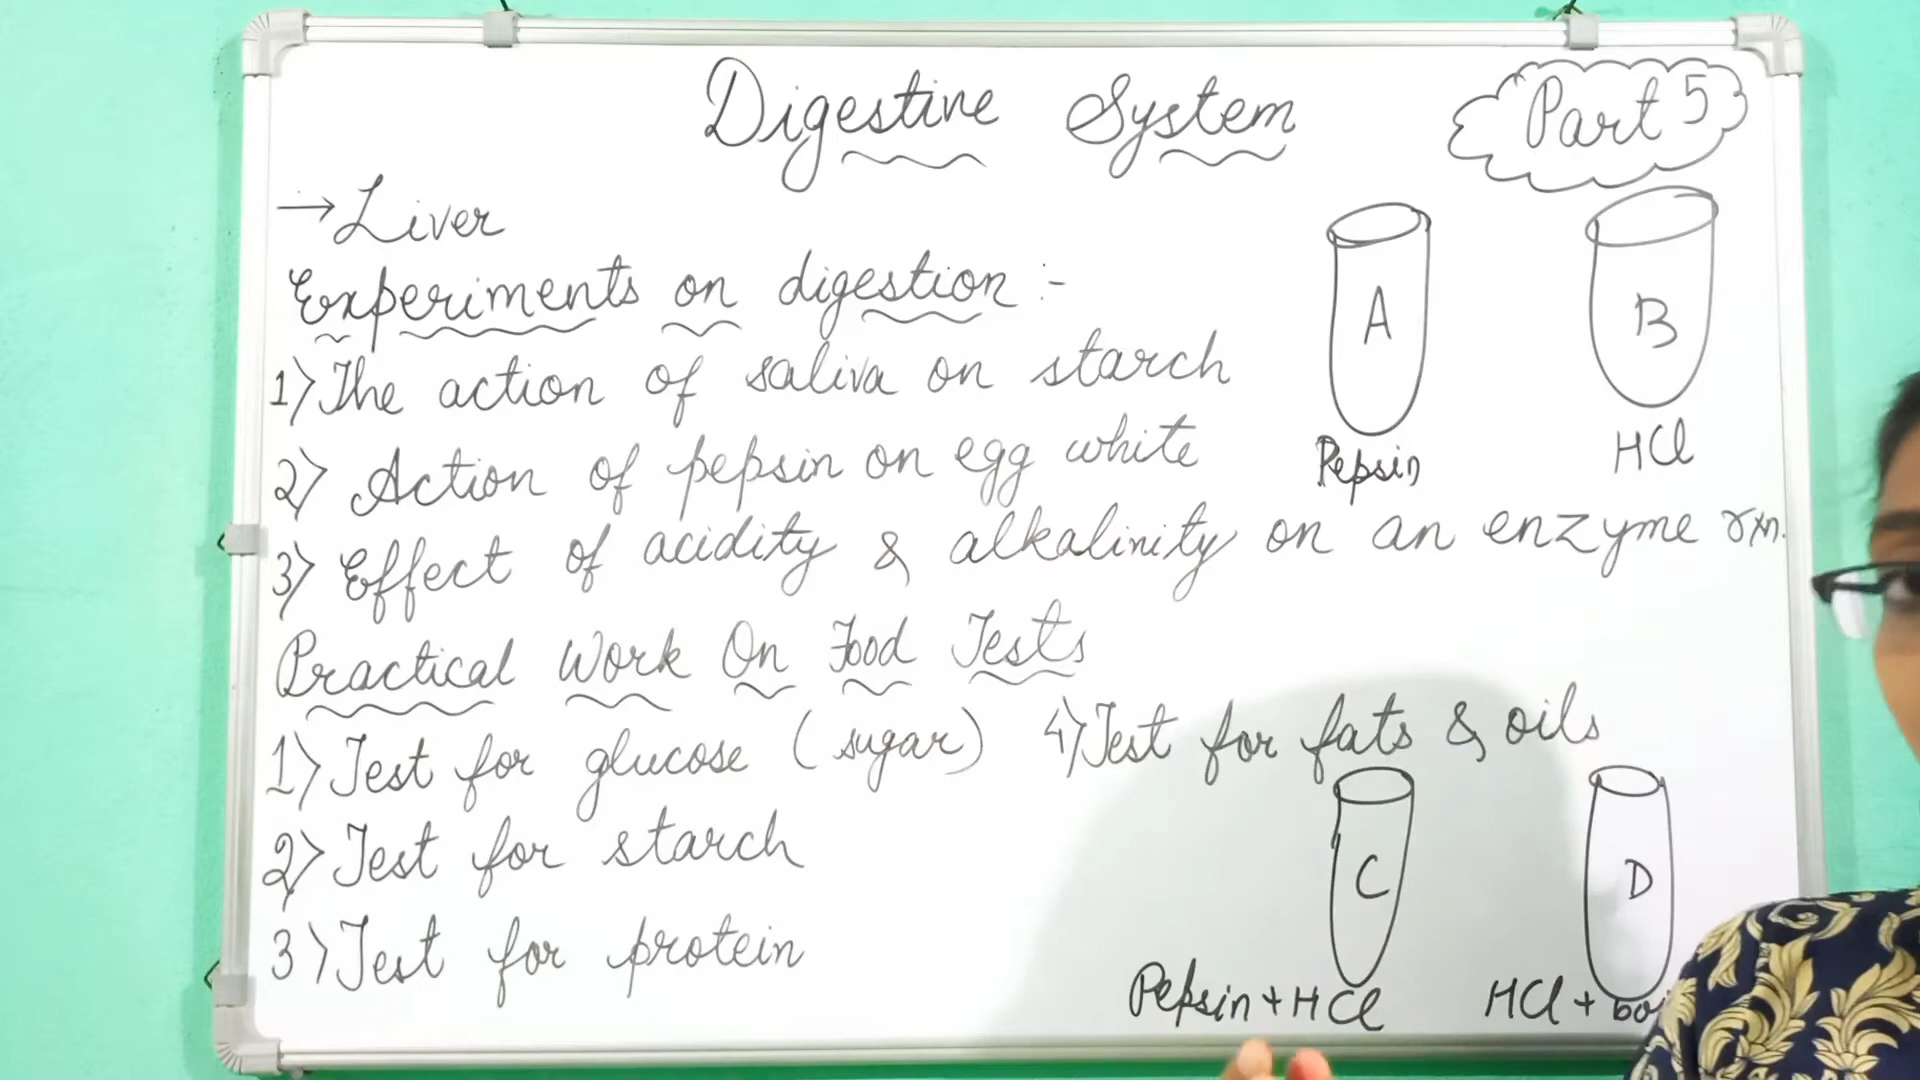 Digestive System
Part 5
→ Liver
Experiments on digestion :-
1) The action of saliva on starch
2) Action of pepsin on egg white
3) Effect of acidity & alkalinity on an enzyme rxn.
A
Pepsin
B
HCl
Practical Work On Food Tests
1) Test for glucose (sugar)
4) Test for fats & oils
2) Test for starch
3) Test for protein
C
Pepsin + HCl
D
HCl +